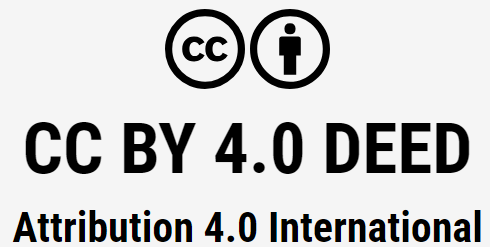 cc
CC BY 4.0 DEED
Attribution 4.0 International